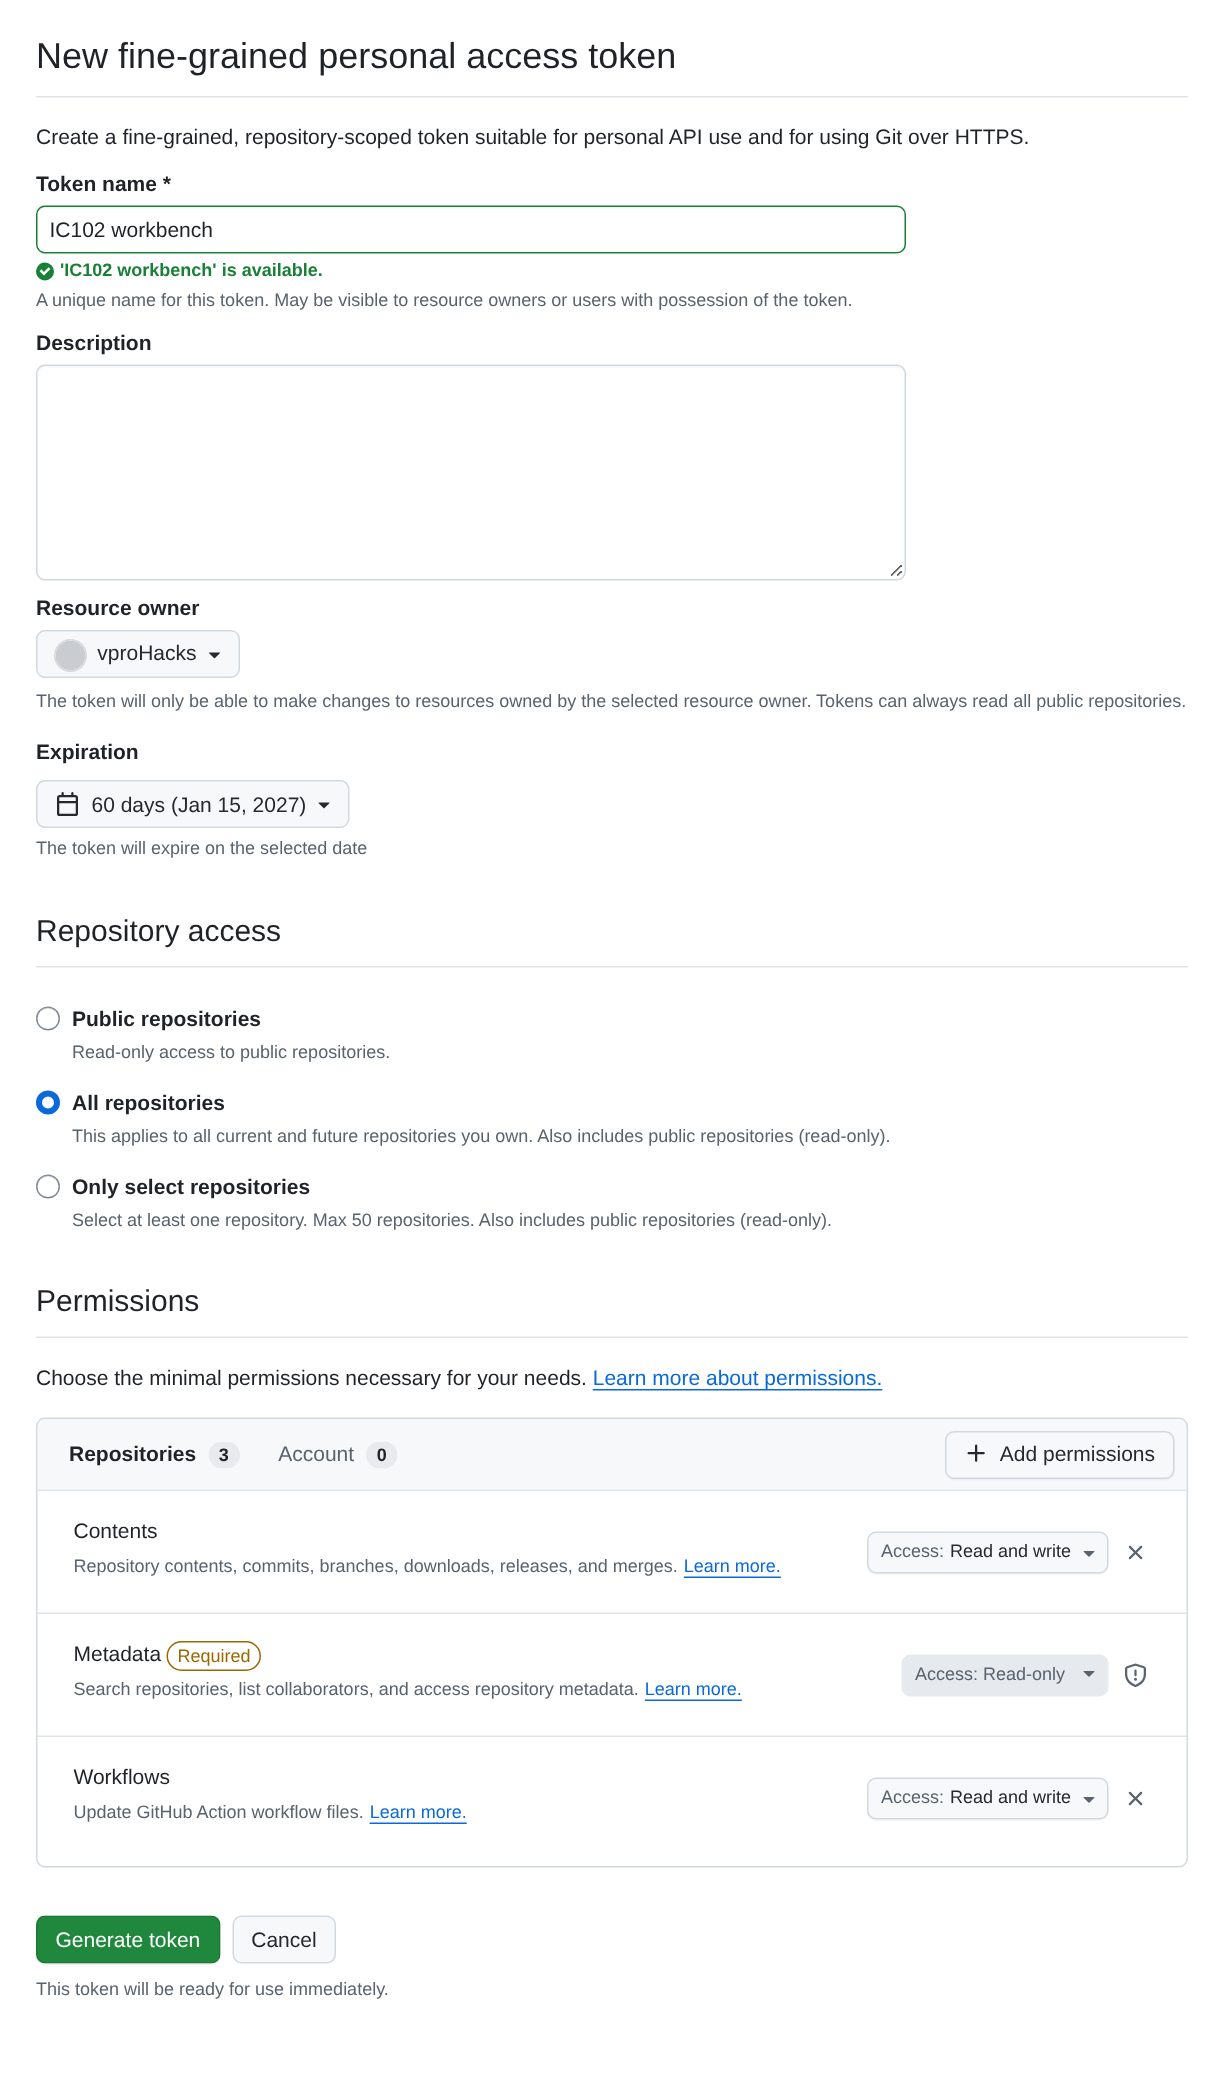 New fine-grained personal access token
Create a fine-grained, repository-scoped token suitable for personal API use and for using Git over HTTPS.
Token name *
IC102 workbench
'IC102 workbench' is available.
A unique name for this token. May be visible to resource owners or users with possession of the token.
Description
Resource owner
vproHacks
The token will only be able to make changes to resources owned by the selected resource owner. Tokens can always read all public repositories.
Expiration
60 days (Jan 15, 2027)
The token will expire on the selected date
Repository access
Public repositories
Read-only access to public repositories.
All repositories
This applies to all current and future repositories you own. Also includes public repositories (read-only).
Only select repositories
Select at least one repository. Max 50 repositories. Also includes public repositories (read-only).
Permissions
Choose the minimal permissions necessary for your needs. Learn more about permissions.
Repositories 3 Account 0 Add permissions
Contents
Repository contents, commits, branches, downloads, releases, and merges. Learn more.
Access: Read and write
Metadata Required
Search repositories, list collaborators, and access repository metadata. Learn more.
Access: Read-only
Workflows
Update GitHub Action workflow files. Learn more.
Access: Read and write
Generate token Cancel
This token will be ready for use immediately.